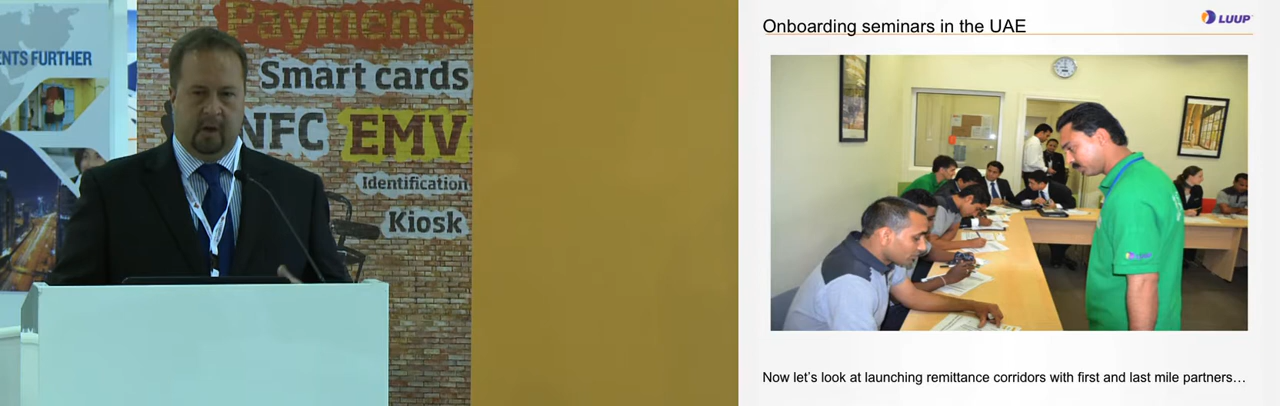 ENTS FURTHER
Payments
Smart cards
NFC EMV
Identification
Kiosk
Onboarding seminars in the UAE
LUUP
LUUP
Now let's look at launching remittance corridors with first and last mile partners…